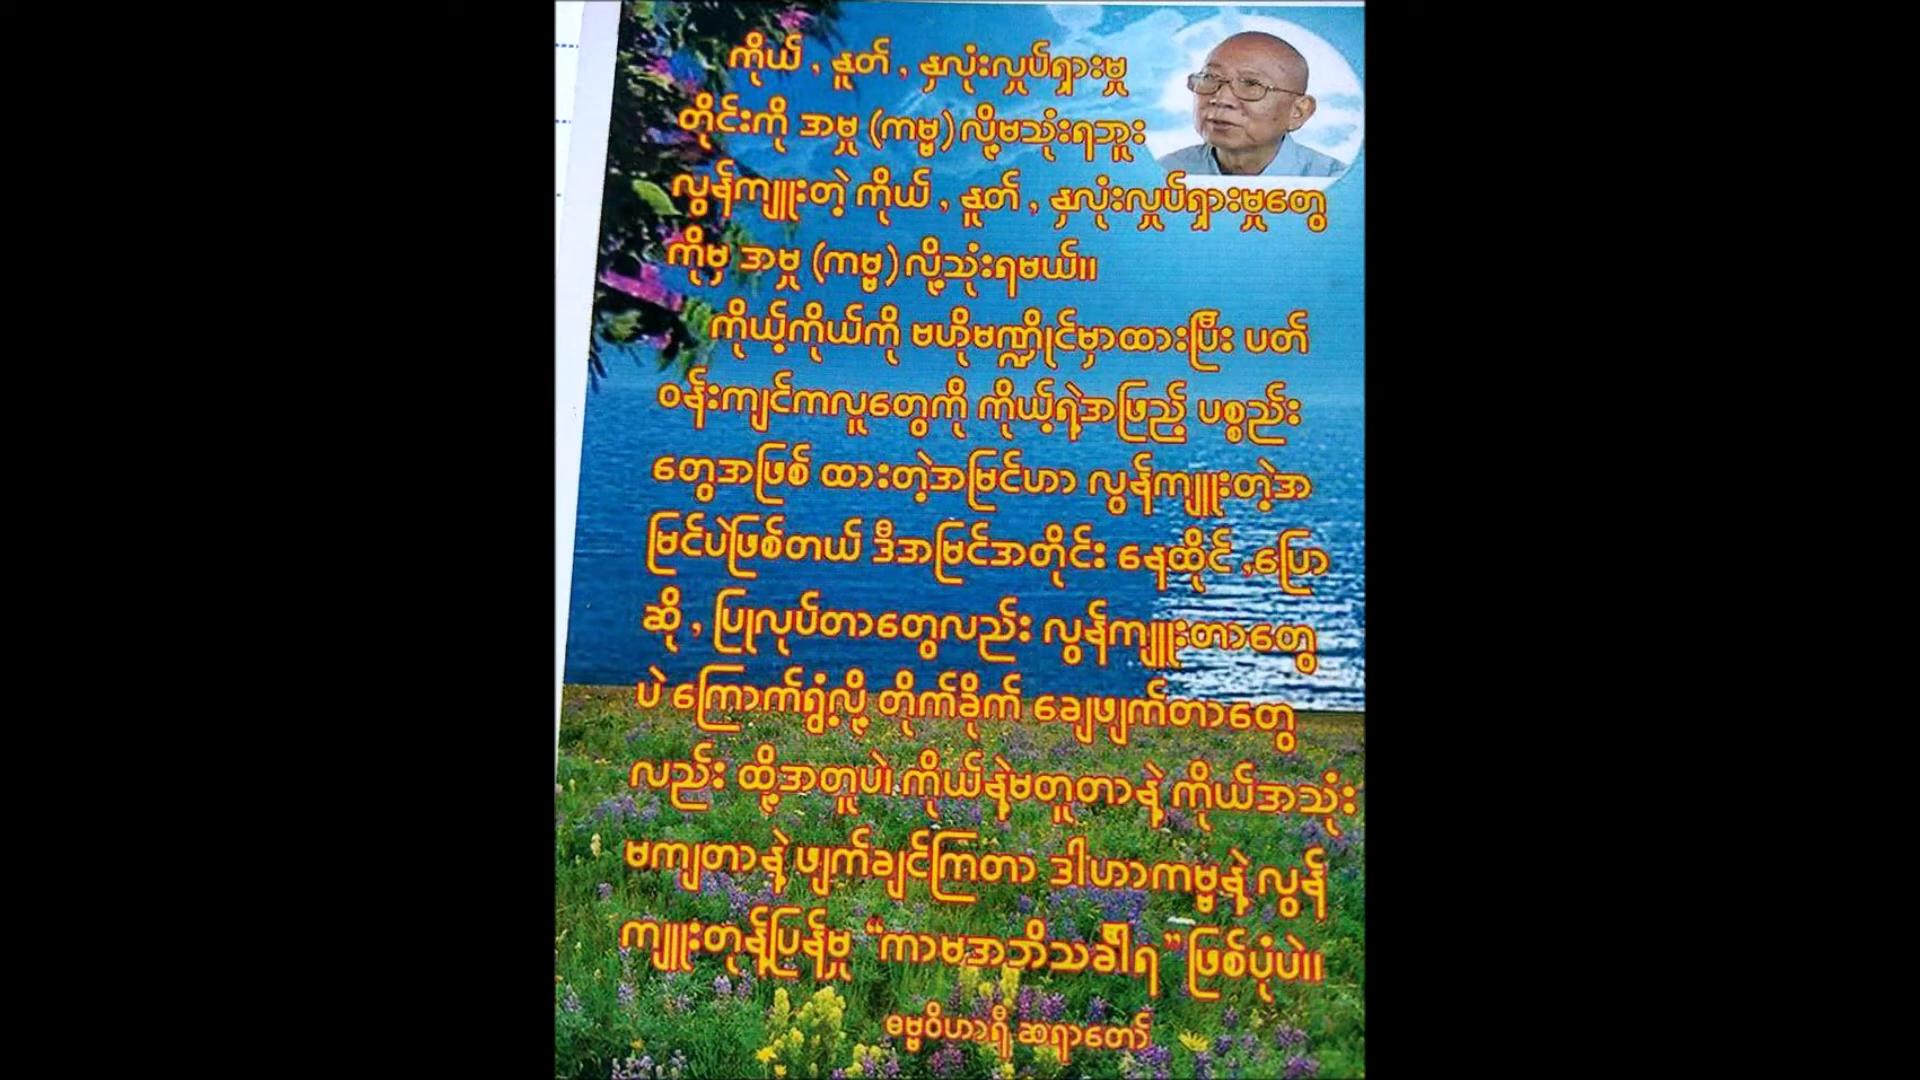 ကိုယ် , နှုတ် , နှလုံးလှုပ်ရှားမှု
တိုင်းကို အမှု (ကမ္မ) လို့မသုံးရဘူး
လွန်ကျူးတဲ့ ကိုယ် , နှုတ် , နှလုံးလှုပ်ရှားမှုတွေ
ကိုမှ အမှု (ကမ္မ) လို့သုံးရမယ်။
ကိုယ့်ကိုယ်ကို ဗဟိုမဏ္ဍိုင်မှာထားပြီး ပတ်
ဝန်းကျင်ကလူတွေကို ကိုယ့်ရဲ့အဖြည့် ပစ္စည်း
တွေအဖြစ် ထားတဲ့အမြင်ဟာ လွန်ကျူးတဲ့အ
မြင်ပဲဖြစ်တယ် ဒီအမြင်အတိုင်း နေထိုင် ,ပြော
ဆို , ပြုလုပ်တာတွေလည်း လွန်ကျူးတာတွေ
ပဲ ကြောက်ရွံ့လို့ တိုက်ခိုက် ချေဖျက်တာတွေ
လည်း ထို့အတူပဲ၊ ကိုယ်နဲ့မတူတာနဲ့ ကိုယ်အသုံး
မကျတာနဲ့ ဖျက်ချင်ကြတာ ဒါဟာကမ္မနဲ့ လွန်
ကျူးတုန့်ပြန်မှု “ကာမအဘိသင်္ခါရ” ဖြစ်ပုံပဲ။
ဓမ္မဝိဟာရီ ဆရာတော်